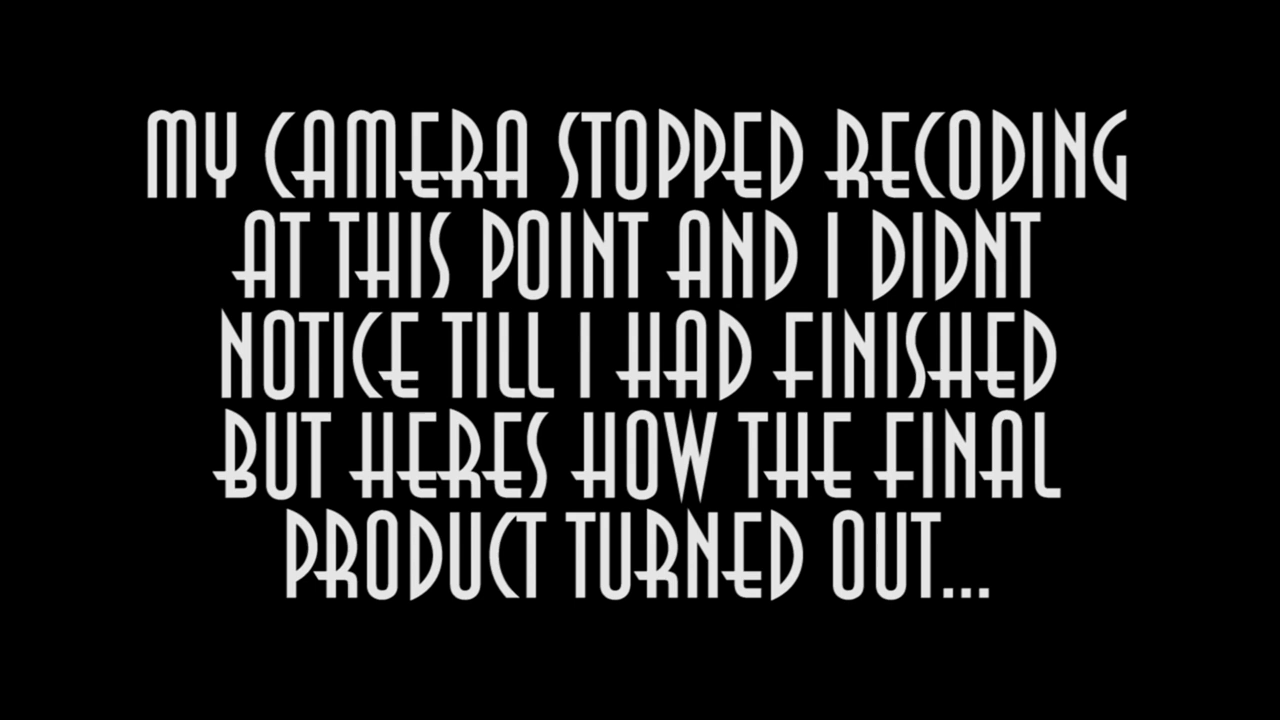 MY CAMERA STOPPED RECODING
AT THIS POINT AND I DIDNT
NOTICE TILL I HAD FINISHED
BUT HERES HOW THE FINAL
PRODUCT TURNED OUT...